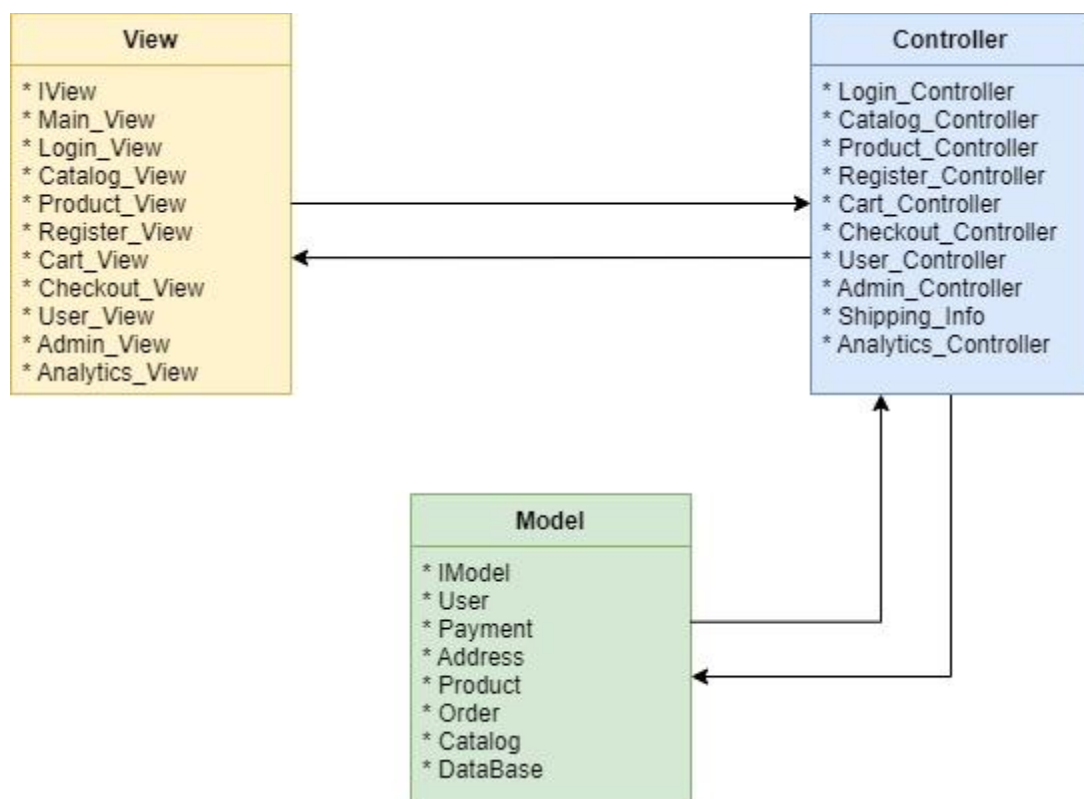 View
* IView
* Main_View
* Login_View
* Catalog_View
* Product_View
* Register_View
* Cart_View
* Checkout_View
* User_View
* Admin_View
* Analytics_View
Controller
* Login_Controller
* Catalog_Controller
* Product_Controller
* Register_Controller
* Cart_Controller
* Checkout_Controller
* User_Controller
* Admin_Controller
* Shipping_Info
* Analytics_Controller
Model
* IModel
* User
* Payment
* Address
* Product
* Order
* Catalog
* DataBase